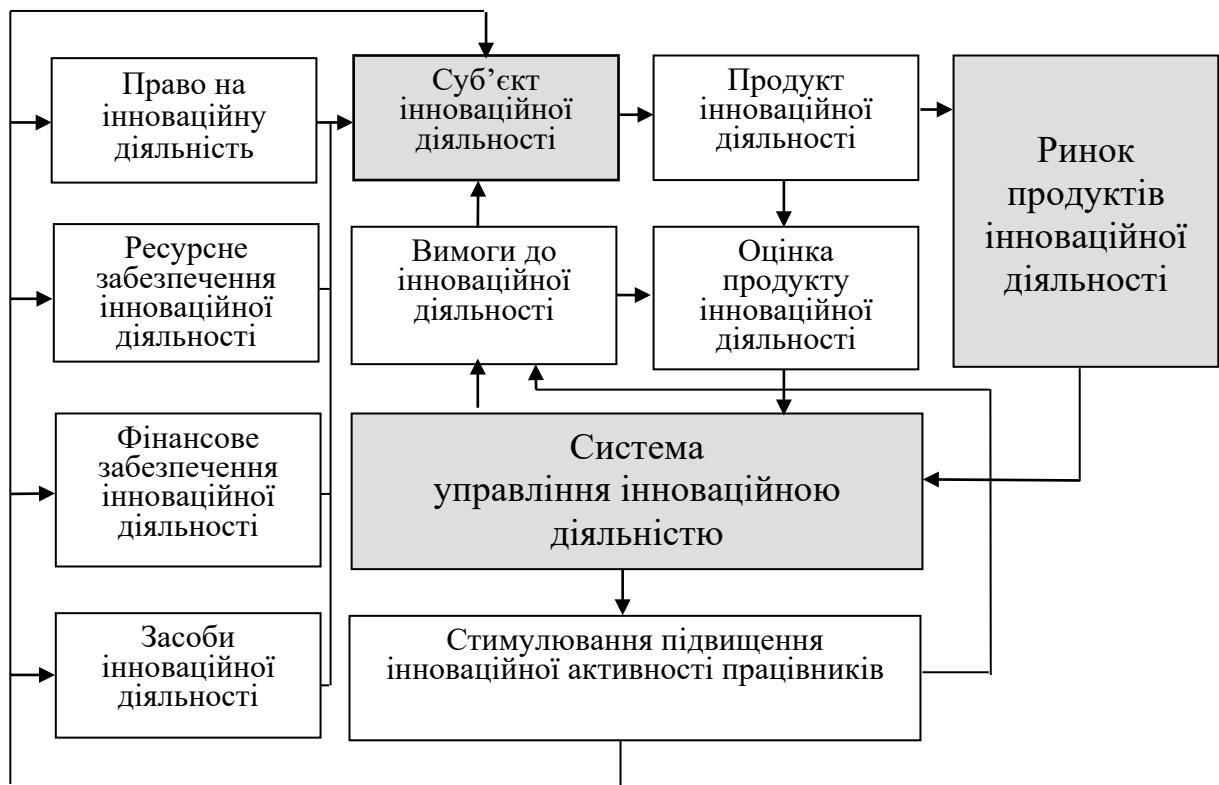 Право на
інноваційну
діяльність
Суб’єкт
інноваційної
діяльності
Продукт
інноваційної
діяльності
Ринок
продуктів
інноваційної
діяльності
Ресурсне
забезпечення
інноваційної
діяльності
Вимоги до
інноваційної
діяльності
Оцінка
продукту
інноваційної
діяльності
Фінансове
забезпечення
інноваційної
діяльності
Система
управління інноваційною
діяльністю
Засоби
інноваційної
діяльності
Стимулювання підвищення
інноваційної активності працівників